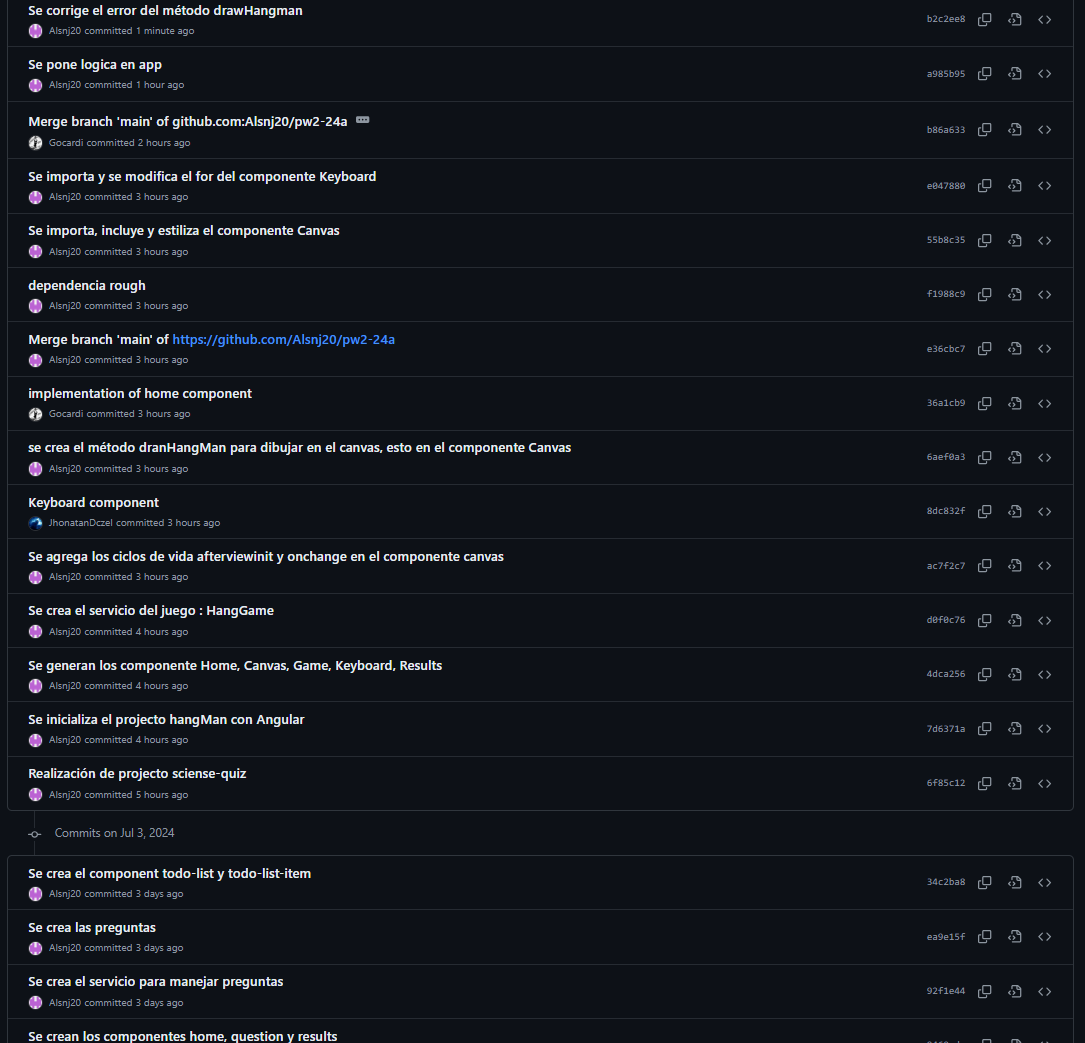 Se corrige el error del método drawHangman
b2c2ee8
Alsnj20 committed 1 minute ago
Se pone logica en app
a985b95
Alsnj20 committed 1 hour ago
Merge branch 'main' of github.com:Alsnj20/pw2-24a
b86a633
Gocardi committed 2 hours ago
Se importa y se modifica el for del componente Keyboard
e047880
Alsnj20 committed 3 hours ago
Se importa, incluye y estiliza el componente Canvas
55b8c35
Alsnj20 committed 3 hours ago
dependencia rough
f1988c9
Alsnj20 committed 3 hours ago
Merge branch 'main' of https://github.com/Alsnj20/pw2-24a
e36cbc7
Alsnj20 committed 3 hours ago
implementation of home component
36a1cb9
Gocardi committed 3 hours ago
se crea el método dranHangMan para dibujar en el canvas, esto en el componente Canvas
6aef0a3
Alsnj20 committed 3 hours ago
Keyboard component
8dc832f
JhonatanDczel committed 3 hours ago
Se agrega los ciclos de vida afterviewinit y onchange en el componente canvas
ac7f2c7
Alsnj20 committed 3 hours ago
Se crea el servicio del juego : HangGame
d0f0c76
Alsnj20 committed 4 hours ago
Se generan los componente Home, Canvas, Game, Keyboard, Results
4dca256
Alsnj20 committed 4 hours ago
Se inicializa el projecto hangMan con Angular
7d6371a
Alsnj20 committed 4 hours ago
Realización de projecto sciense-quiz
6f85c12
Alsnj20 committed 5 hours ago
Commits on Jul 3, 2024
Se crea el component todo-list y todo-list-item
34c2ba8
Alsnj20 committed 3 days ago
Se crea las preguntas
ea9e15f
Alsnj20 committed 3 days ago
Se crea el servicio para manejar preguntas
92f1e44
Alsnj20 committed 3 days ago
Se crean los componentes home, question y results